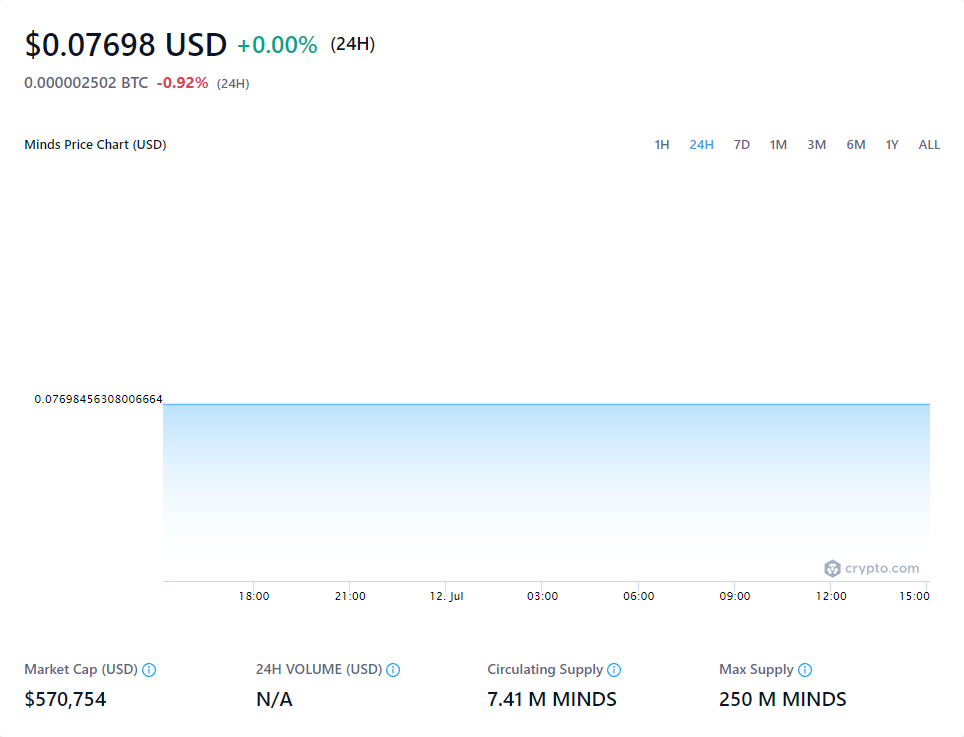 $0.07698 USD +0.00% (24H)
0.000002502 BTC -0.92% (24H)
Minds Price Chart (USD) 1H 24H 7D 1M 3M 6M 1Y ALL
0.07698456308006664
crypto.com
18:00 21:00 12. Jul 03:00 06:00 09:00 12:00 15:00
Market Cap (USD) 24H VOLUME (USD) Circulating Supply Max Supply
$570,754 N/A 7.41 M MINDS 250 M MINDS